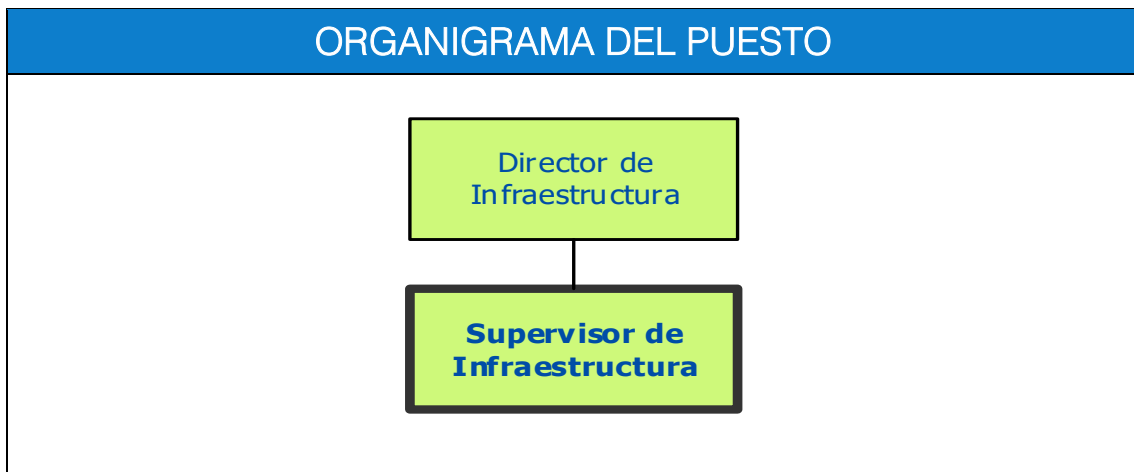 ORGANIGRAMA DEL PUESTO
Director de
Infraestructura
Supervisor de
Infraestructura